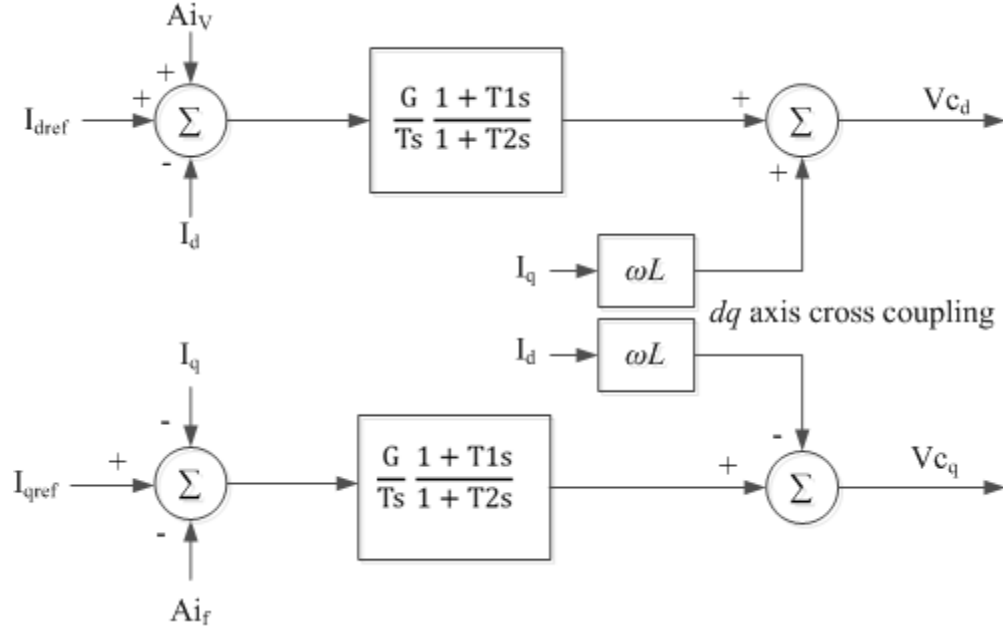 Ai_V
+
+
I_dref
Σ
-
I_d
G/Ts (1 + T1s)/(1 + T2s)
+
Σ
+
Vc_d
I_q
ωL
dq axis cross coupling
I_d
ωL
I_q
-
+
I_qref
Σ
-
Ai_f
G/Ts (1 + T1s)/(1 + T2s)
-
+
Σ
Vc_q